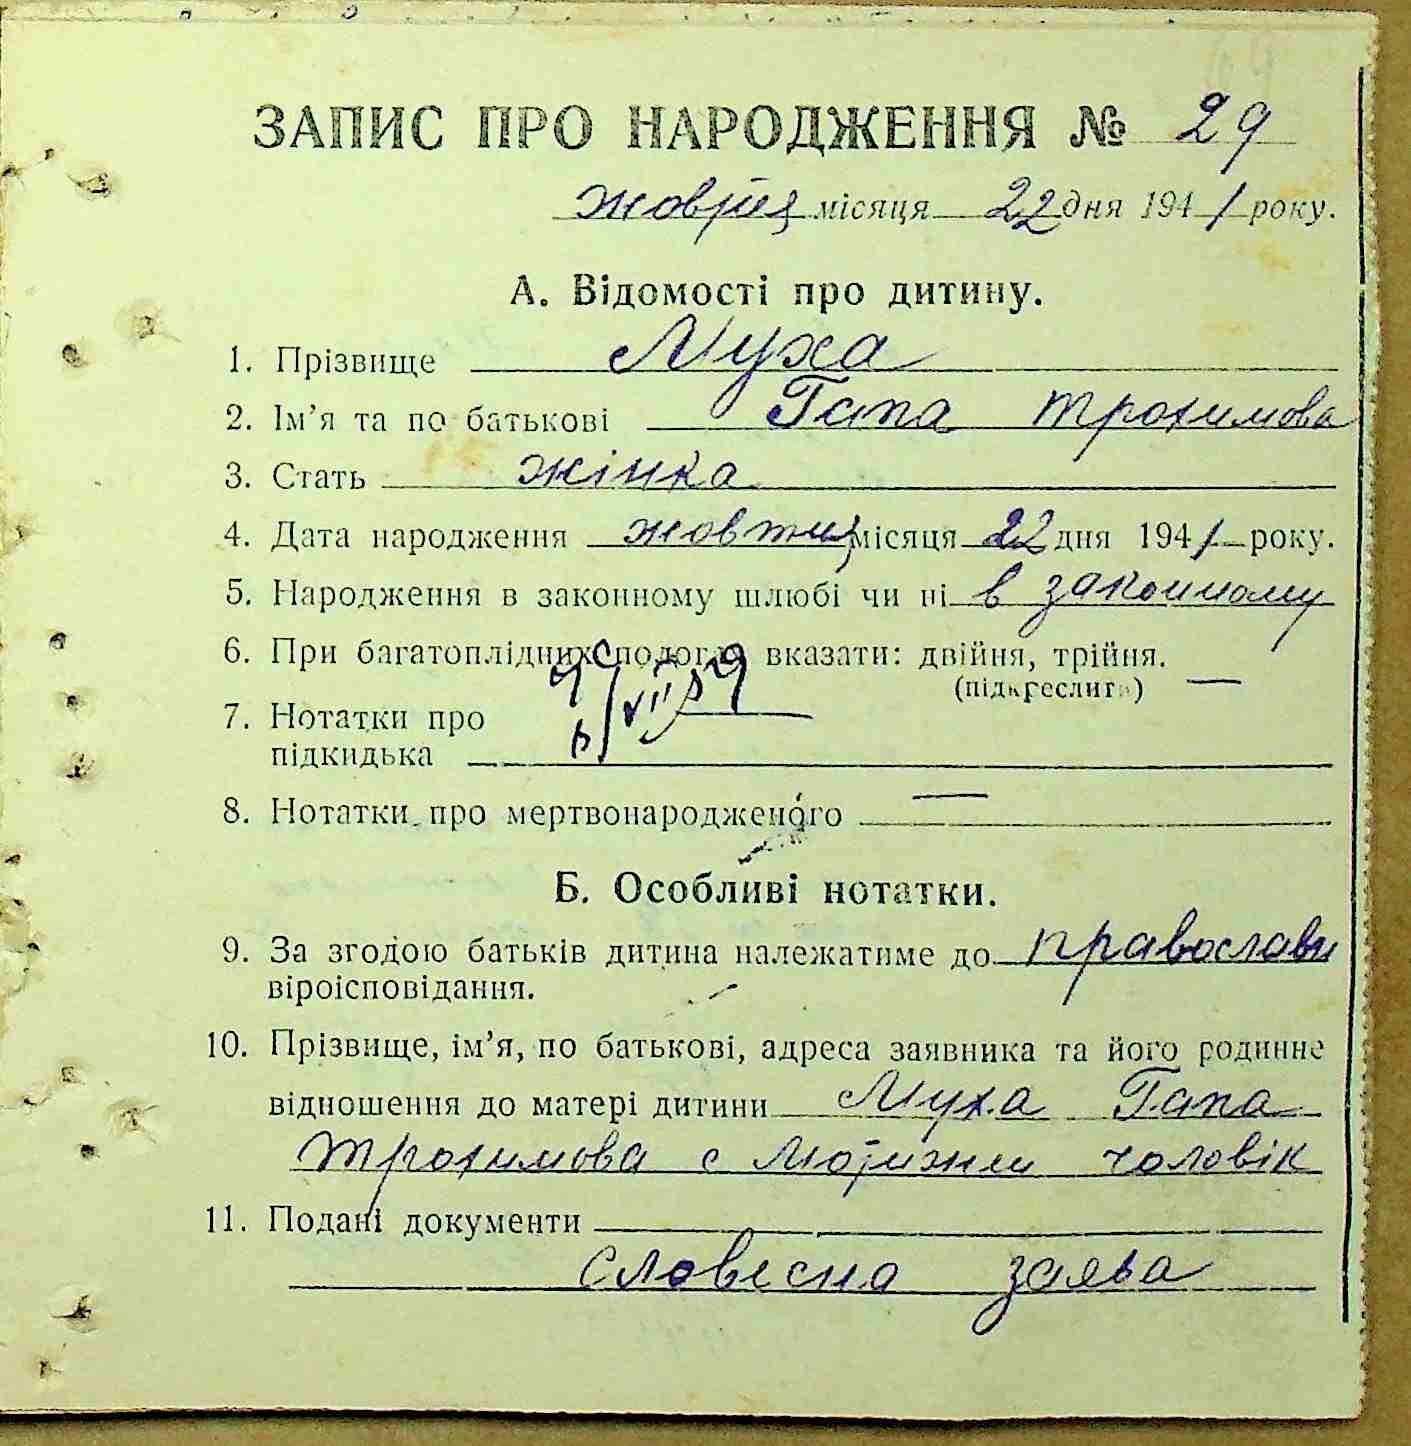 ЗАПИС ПРО НАРОДЖЕННЯ № 29
жовтня місяця 22 дня 1941 року.
А. Відомості про дитину.
1. Прізвище Муха
2. Ім’я та по батькові Гапа Трохимова
3. Стать жінка
4. Дата народження жовтня місяця 22 дня 1941 року.
5. Народження в законному шлюбі чи ні в законному
6. При багатоплідних пологах вказати: двійня, трійня.
(підкреслити) —
7. Нотатки про
підкидька
8. Нотатки про мертвонародженого —
Б. Особливі нотатки.
9. За згодою батьків дитина належатиме до православн
віроісповідання.
10. Прізвище, ім’я, по батькові, адреса заявника та його родинне
відношення до матері дитини Муха Гапа
Трохимова с Мотижин чоловік
11. Подані документи
словесна заява